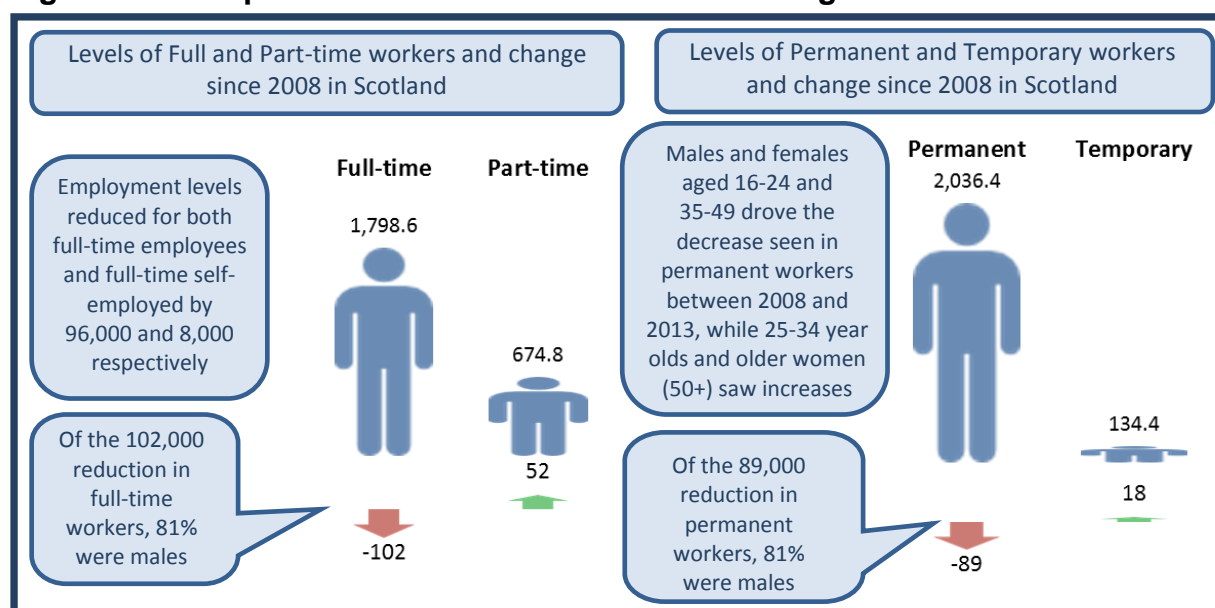 Levels of Full and Part-time workers and change
since 2008 in Scotland
Employment levels
reduced for both
full-time employees
and full-time self-
employed by
96,000 and 8,000
respectively
Full-time
1,798.6
Part-time
674.8
52
Of the 102,000
reduction in
full-time
workers, 81%
were males
-102
Levels of Permanent and Temporary workers
and change since 2008 in Scotland
Males and females
aged 16-24 and
35-49 drove the
decrease seen in
permanent workers
between 2008 and
2013, while 25-34 year
olds and older women
(50+) saw increases
Permanent
2,036.4
Temporary
134.4
18
Of the 89,000
reduction in
permanent
workers, 81%
were males
-89